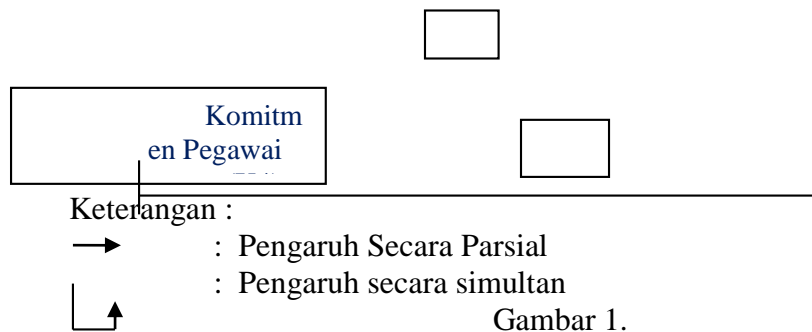 Komitm
en Pegawai
Keterangan :
: Pengaruh Secara Parsial
: Pengaruh secara simultan
Gambar 1.